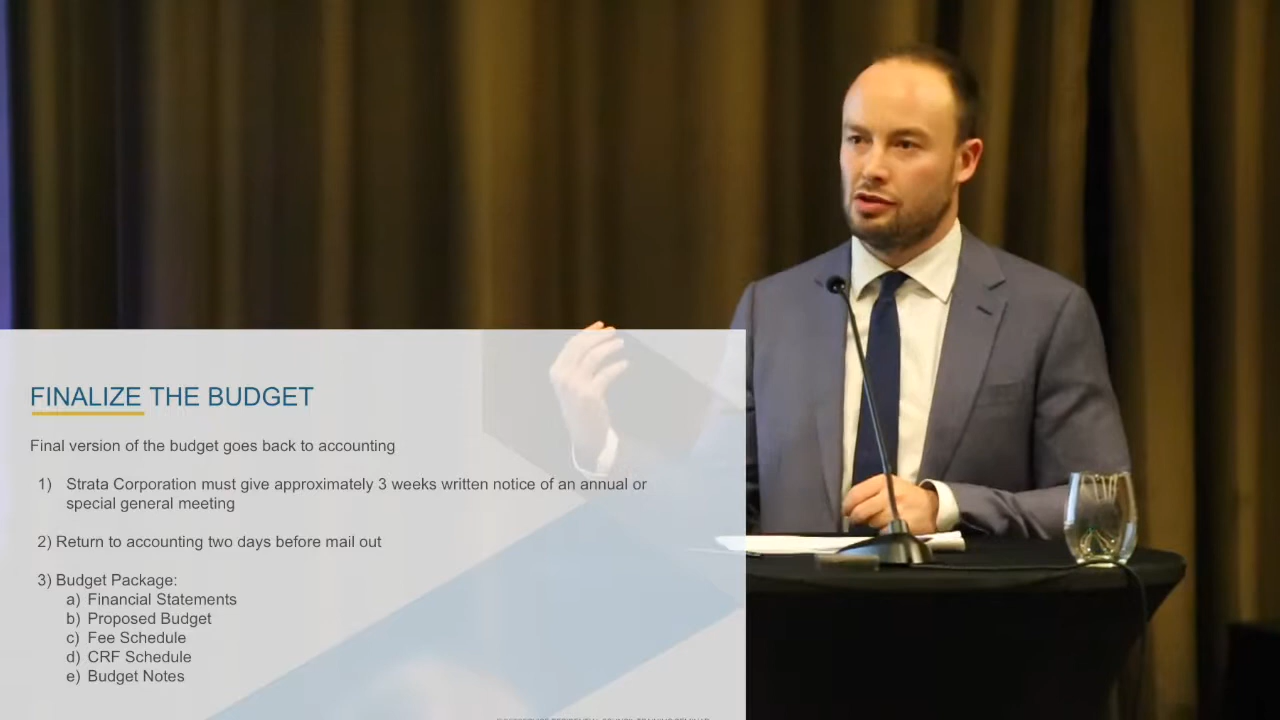 FINALIZE THE BUDGET
Final version of the budget goes back to accounting
1) Strata Corporation must give approximately 3 weeks written notice of an annual or
special general meeting
2) Return to accounting two days before mail out
3) Budget Package:
a) Financial Statements
b) Proposed Budget
c) Fee Schedule
d) CRF Schedule
e) Budget Notes